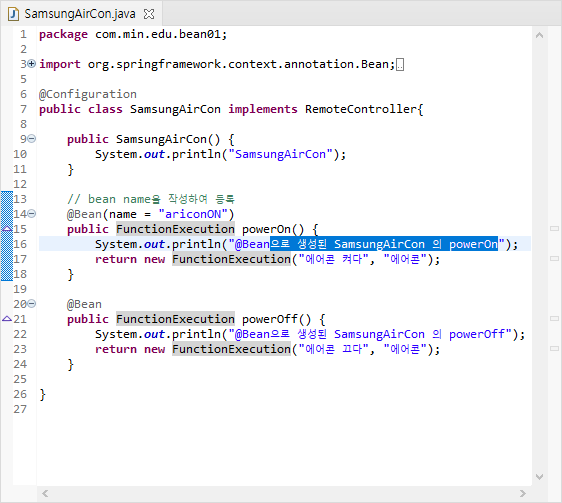 SamsungAirCon.java
1 package com.min.edu.bean01;
2
3 import org.springframework.context.annotation.Bean;
5
6 @Configuration
7 public class SamsungAirCon implements RemoteController{
8
9 public SamsungAirCon() {
10 System.out.println("SamsungAirCon");
11 }
12
13 // bean name을 작성하여 등록
14 @Bean(name = "ariconON")
15 public FunctionExecution powerOn() {
16 System.out.println("@Bean으로 생성된 SamsungAirCon 의 powerOn");
17 return new FunctionExecution("에어콘 켜다", "에어콘");
18 }
19
20 @Bean
21 public FunctionExecution powerOff() {
22 System.out.println("@Bean으로 생성된 SamsungAirCon 의 powerOff");
23 return new FunctionExecution("에어콘 끄다", "에어콘");
24 }
25
26 }
27